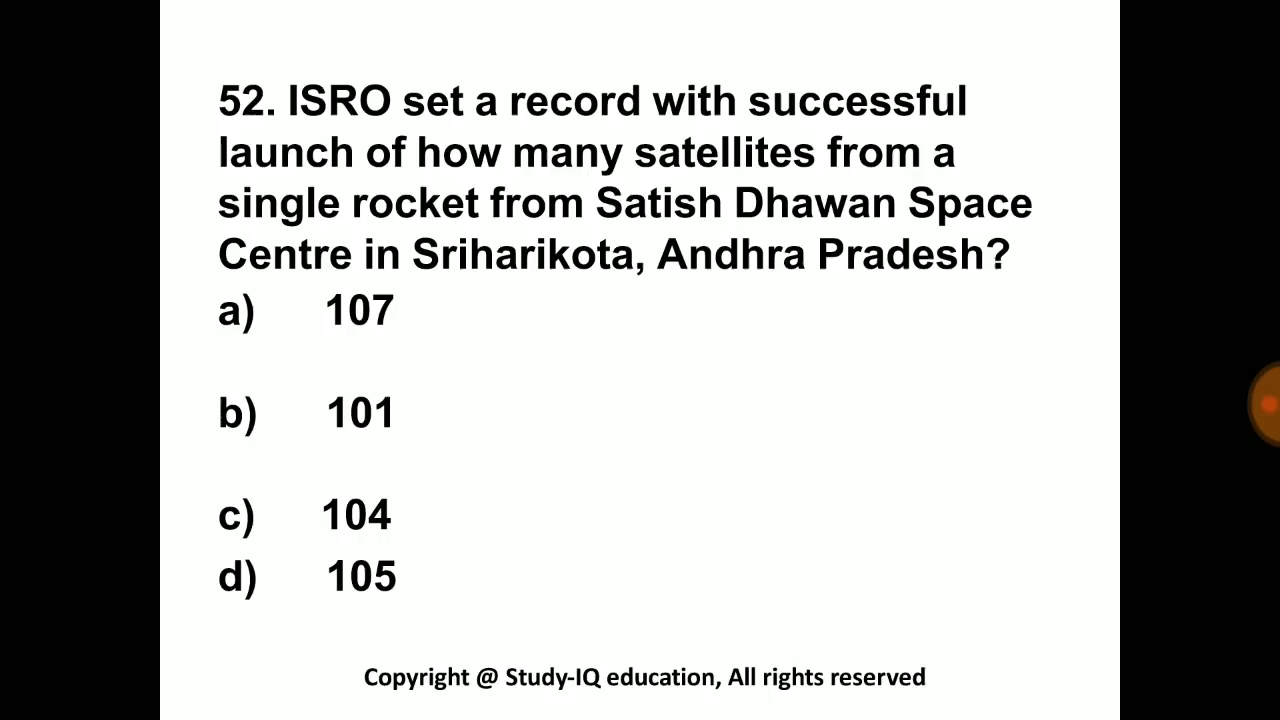 52. ISRO set a record with successful
launch of how many satellites from a
single rocket from Satish Dhawan Space
Centre in Sriharikota, Andhra Pradesh?
a) 107
b) 101
c) 104
d) 105
Copyright @ Study-IQ education, All rights reserved